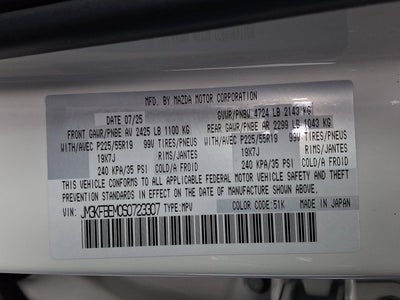 MFD. BY MAZDA MOTOR CORPORATION
DATE 07/25 GVWR/PNBV 4724 LB 2143 KG
FRONT GAWR/PNBE AV 2425 LB 1100 KG REAR GAWR/PNBE AR 2299 LB 1043 KG
WITH/AVEC P225/55R19 99V TIRES/PNEUS WITH/AVEC P225/55R19 99V TIRES/PNEUS
19X7J RIMS/JANTES 19X7J RIMS/JANTES
240 KPA/35 PSI COLD/A FROID 240 KPA/35 PSI COLD/A FROID
THIS VEHICLE CONFORMS TO ALL APPLICABLE FEDERAL MOTOR VEHICLE SAFETY AND THEFT
PREVENTION STANDARDS IN EFFECT ON THE DATE OF MANUFACTURE SHOWN ABOVE.
VIN: TYPE:MPV COLOR CODE:51K MADE IN JAPAN